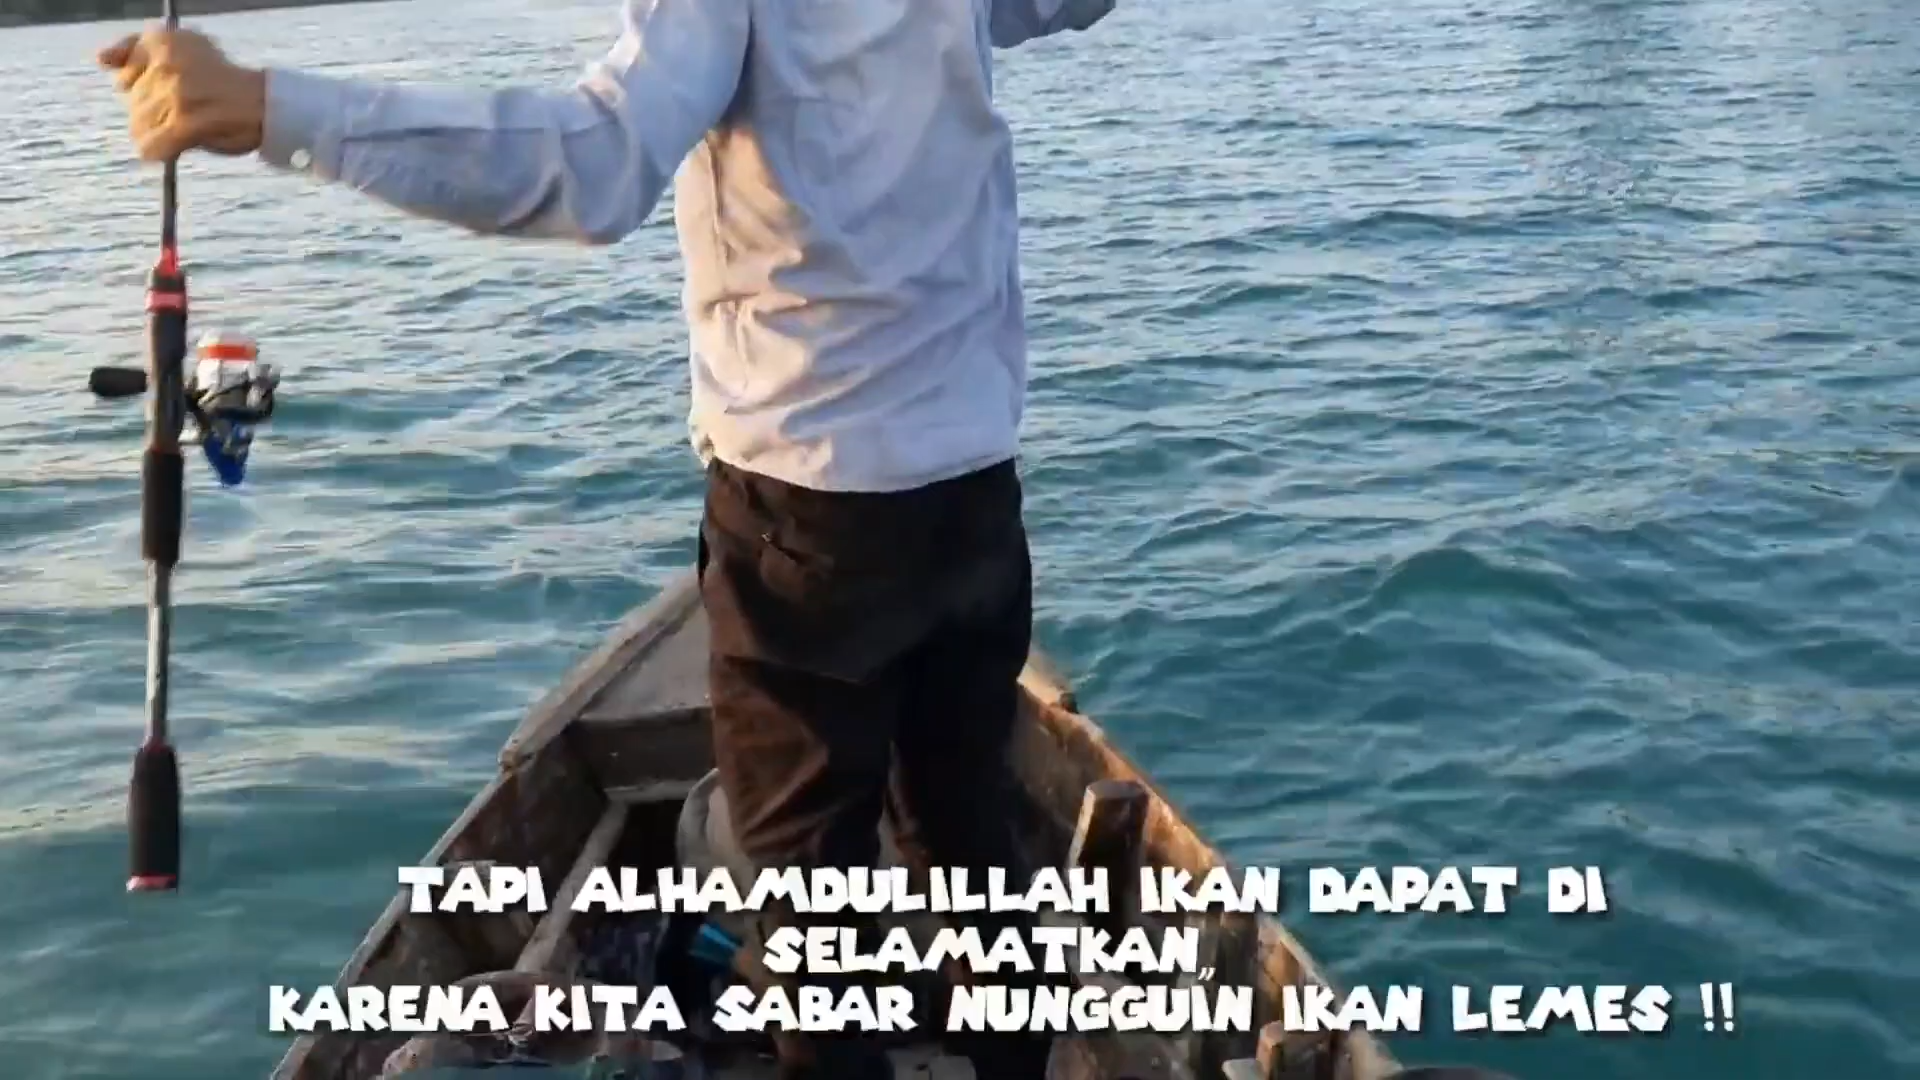 TAPI ALHAMDULILLAH IKAN DAPAT DI
SELAMATKAN,,
KARENA KITA SABAR NUNGGUIN IKAN LEMES !!